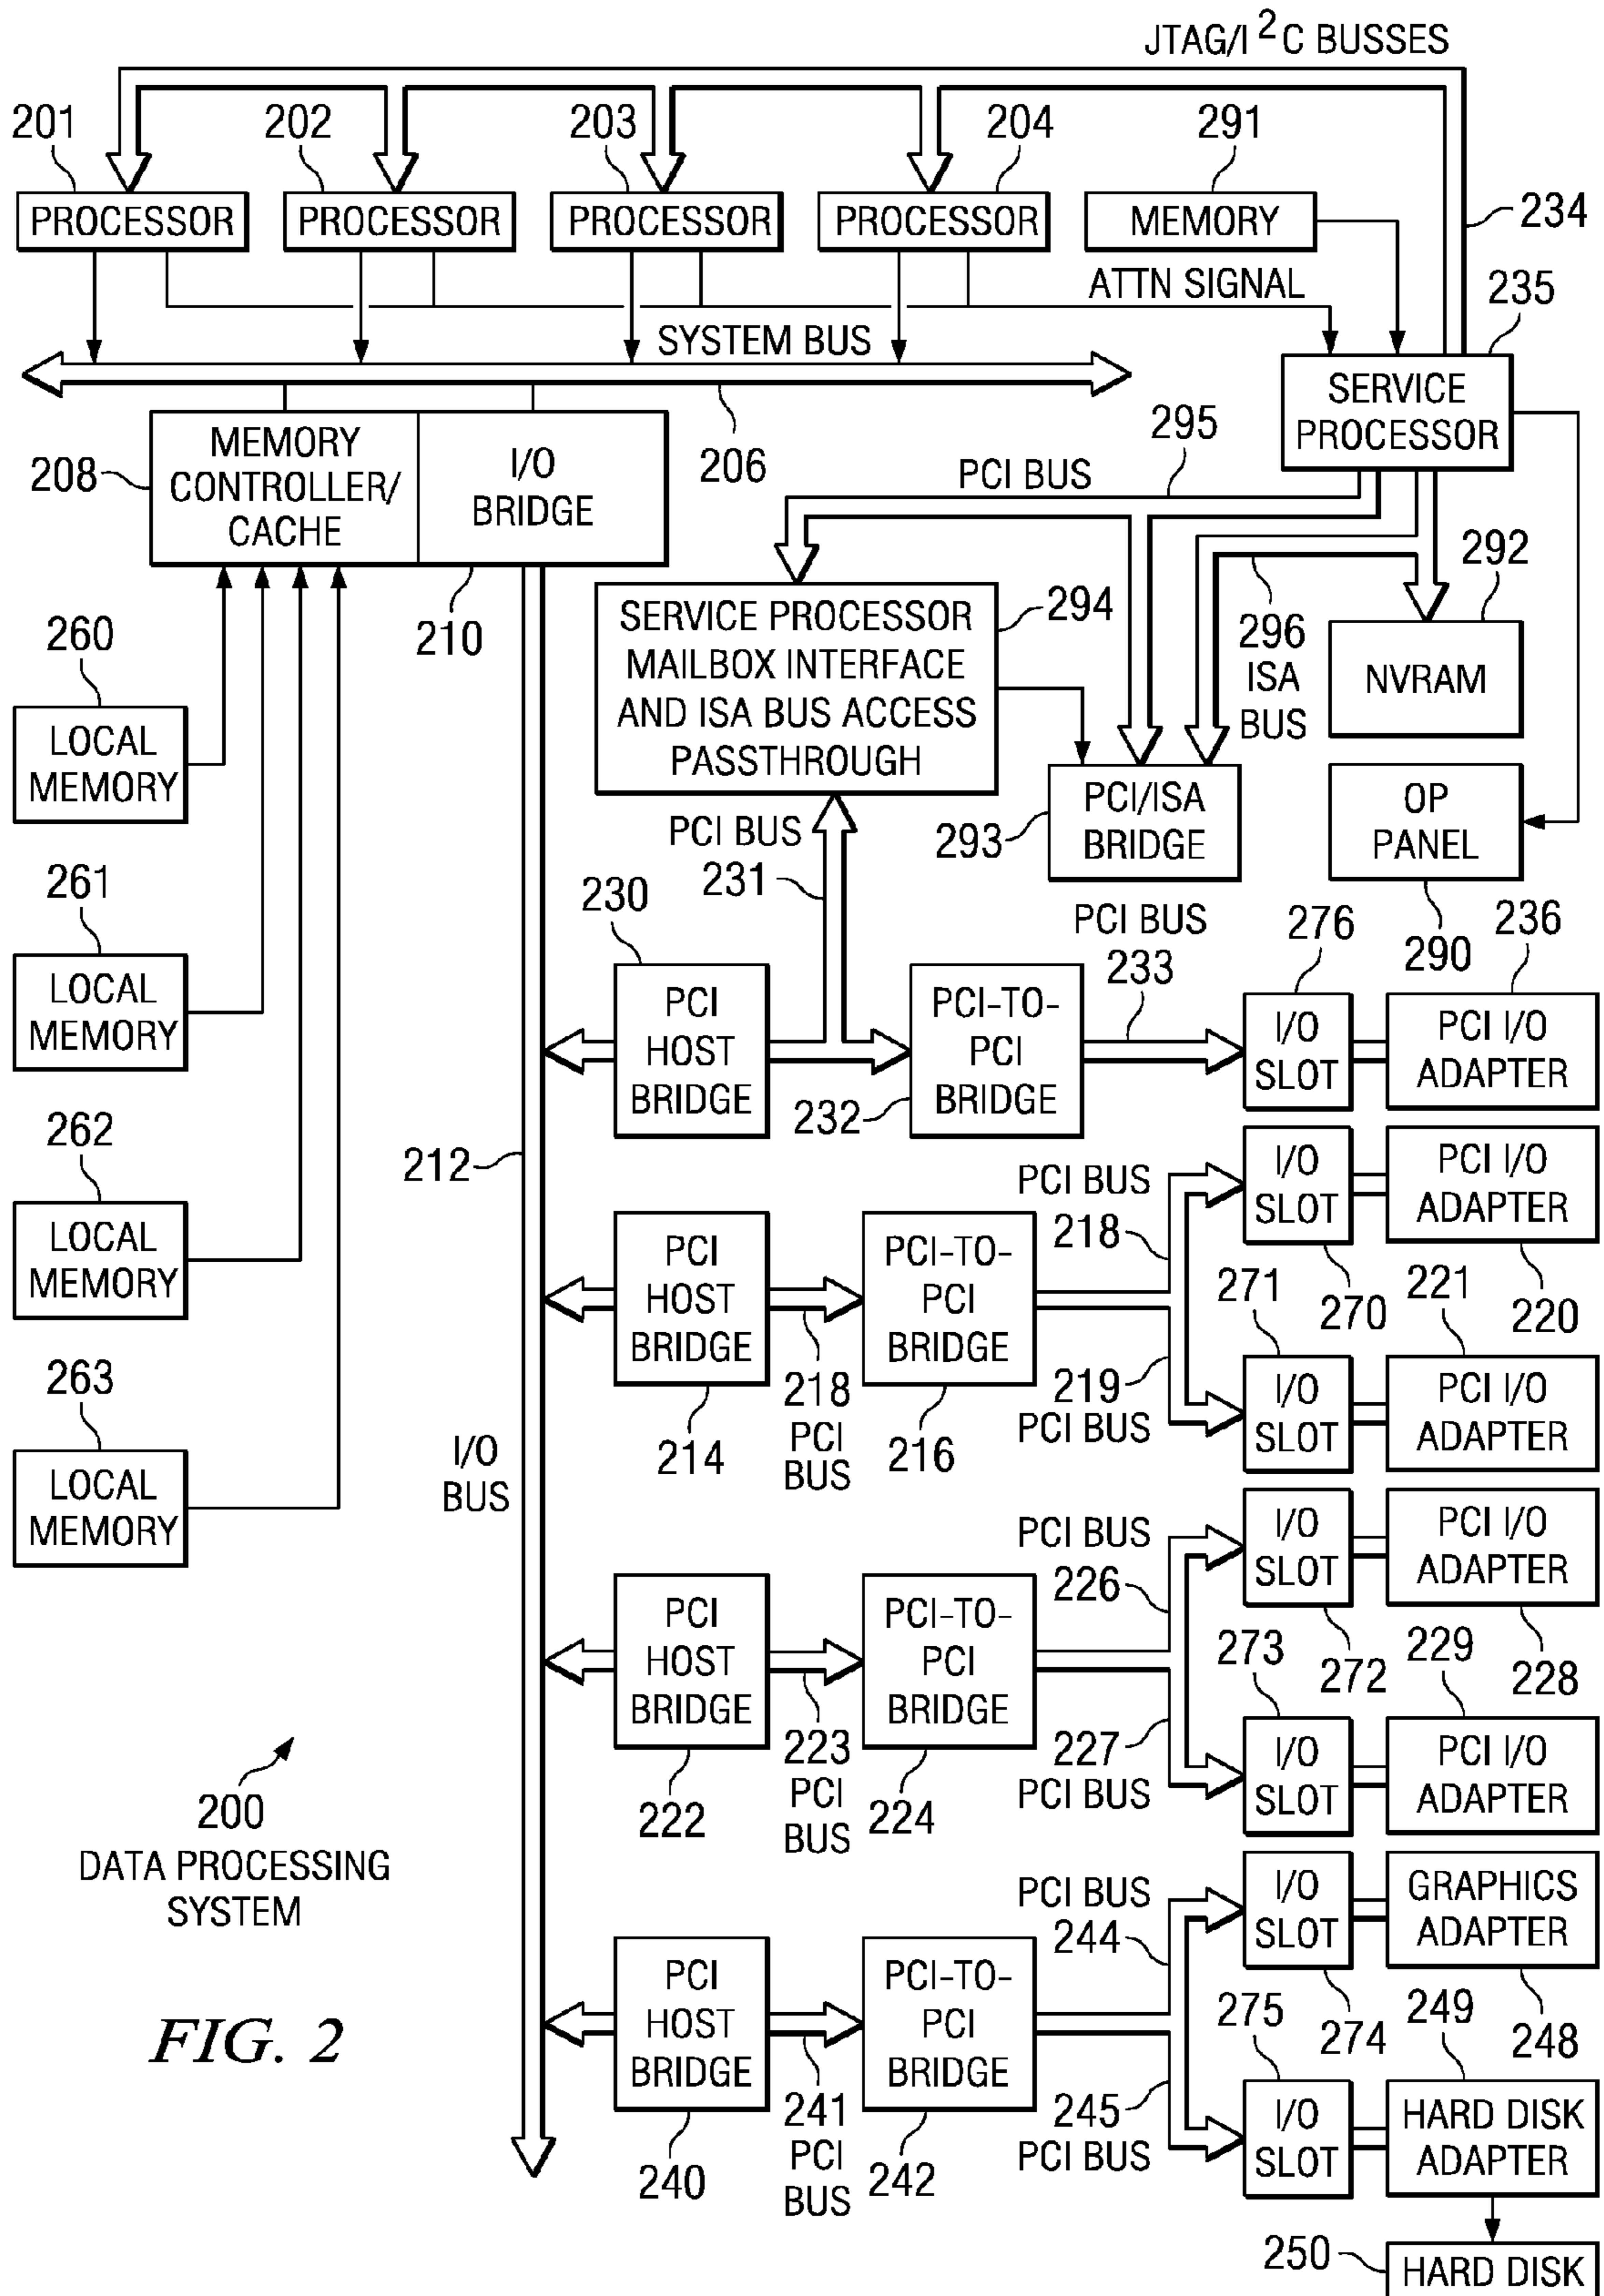 JTAG/I 2C BUSSES
201
202
203
204
291
PROCESSOR
PROCESSOR
PROCESSOR
PROCESSOR
MEMORY
234
ATTN SIGNAL
235
SYSTEM BUS
SERVICE
PROCESSOR
206
208
MEMORY
CONTROLLER/
CACHE
I/O
BRIDGE
210
295
PCI BUS
294
SERVICE PROCESSOR
MAILBOX INTERFACE
AND ISA BUS ACCESS
PASSTHROUGH
296
ISA
BUS
292
NVRAM
293
PCI/ISA
BRIDGE
OP
PANEL
290
260
LOCAL
MEMORY
261
LOCAL
MEMORY
262
LOCAL
MEMORY
263
LOCAL
MEMORY
212
I/O
BUS
PCI BUS
231
230
PCI
HOST
BRIDGE
232
PCI-TO-
PCI
BRIDGE
PCI BUS
233
276
I/O
SLOT
236
PCI I/O
ADAPTER
PCI
HOST
BRIDGE
214
218
PCI
BUS
PCI-TO-
PCI
BRIDGE
216
PCI BUS
218
219
PCI BUS
I/O
SLOT
270
PCI I/O
ADAPTER
220
271
I/O
SLOT
221
PCI I/O
ADAPTER
PCI
HOST
BRIDGE
222
223
PCI
BUS
PCI-TO-
PCI
BRIDGE
224
PCI BUS
226
227
PCI BUS
I/O
SLOT
272
PCI I/O
ADAPTER
228
273
I/O
SLOT
229
PCI I/O
ADAPTER
PCI
HOST
BRIDGE
240
241
PCI
BUS
PCI-TO-
PCI
BRIDGE
242
PCI BUS
244
245
PCI BUS
I/O
SLOT
274
GRAPHICS
ADAPTER
248
275
I/O
SLOT
249
HARD DISK
ADAPTER
250
HARD DISK
200
DATA PROCESSING
SYSTEM
FIG. 2